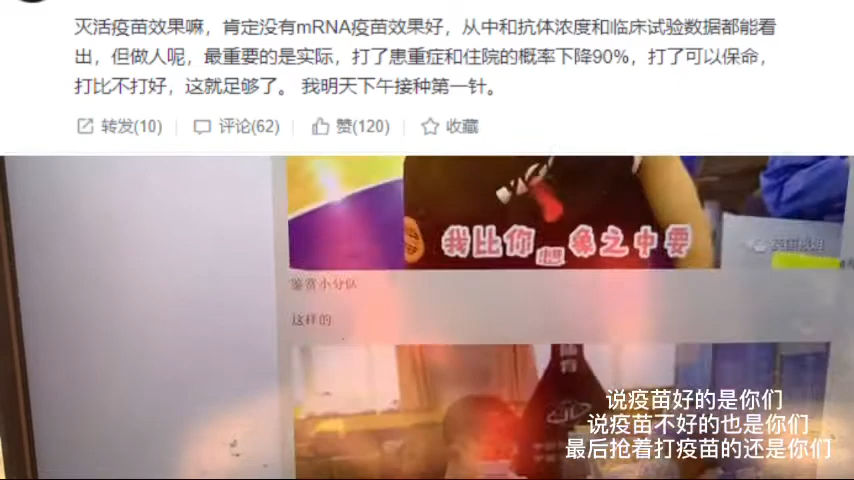 灭活疫苗效果嘛，肯定没有mRNA疫苗效果好，从中和抗体浓度和临床试验数据都能看
出，但做人呢，最重要的是实际，打了患重症和住院的概率下降90%，打了可以保命，
打比不打好，这就足够了。 我明天下午接种第一针。
转发(10) 评论(62) 赞(120) 收藏
我比你想象之中要
鉴赏小分队
这样的
说疫苗好的是你们
说疫苗不好的也是你们
最后抢着打疫苗的还是你们